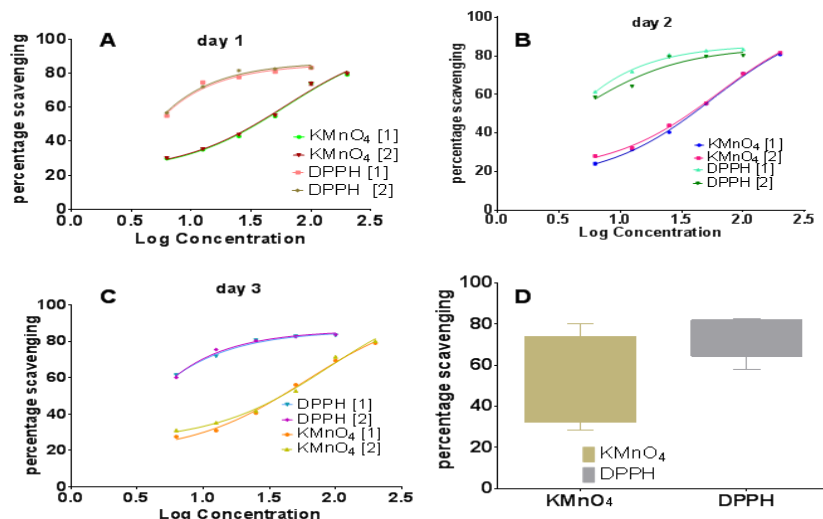 A
day 1
percentage scavenging
100
80
60
40
20
0
KMnO₄ [1]
KMnO₄ [2]
DPPH [1]
DPPH [2]
0.0 0.5 1.0 1.5 2.0 2.5
Log Concentration
B
day 2
percentage scavenging
100
80
60
40
20
0
KMnO₄ [1]
KMnO₄ [2]
DPPH [1]
DPPH [2]
0.0 0.5 1.0 1.5 2.0 2.5
Log Concentration
C
day 3
percentage scavenging
100
80
60
40
20
0
DPPH [1]
DPPH [2]
KMnO₄ [1]
KMnO₄ [2]
0.0 0.5 1.0 1.5 2.0 2.5
Log Concentration
D
percentage scavenging
100
80
60
40
20
0
KMnO₄
DPPH
KMnO₄ DPPH